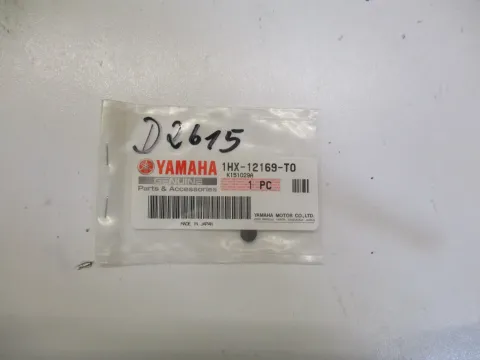 D2615
YAMAHA 1HX-12169-T0
GENUINE
Parts & Accessories
1 PC
MADE IN JAPAN
YAMAHA MOTOR CO.,LTD.